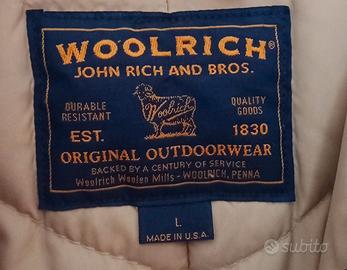 WOOLRICH®
JOHN RICH AND BROS.
DURABLE
RESISTANT
Woolrich
QUALITY
GOODS
EST.
1830
ORIGINAL OUTDOORWEAR
BACKED BY A CENTURY OF SERVICE
Woolrich Woolen Mills - WOOLRICH, PENNA
L
MADE IN U.S.A.
subito